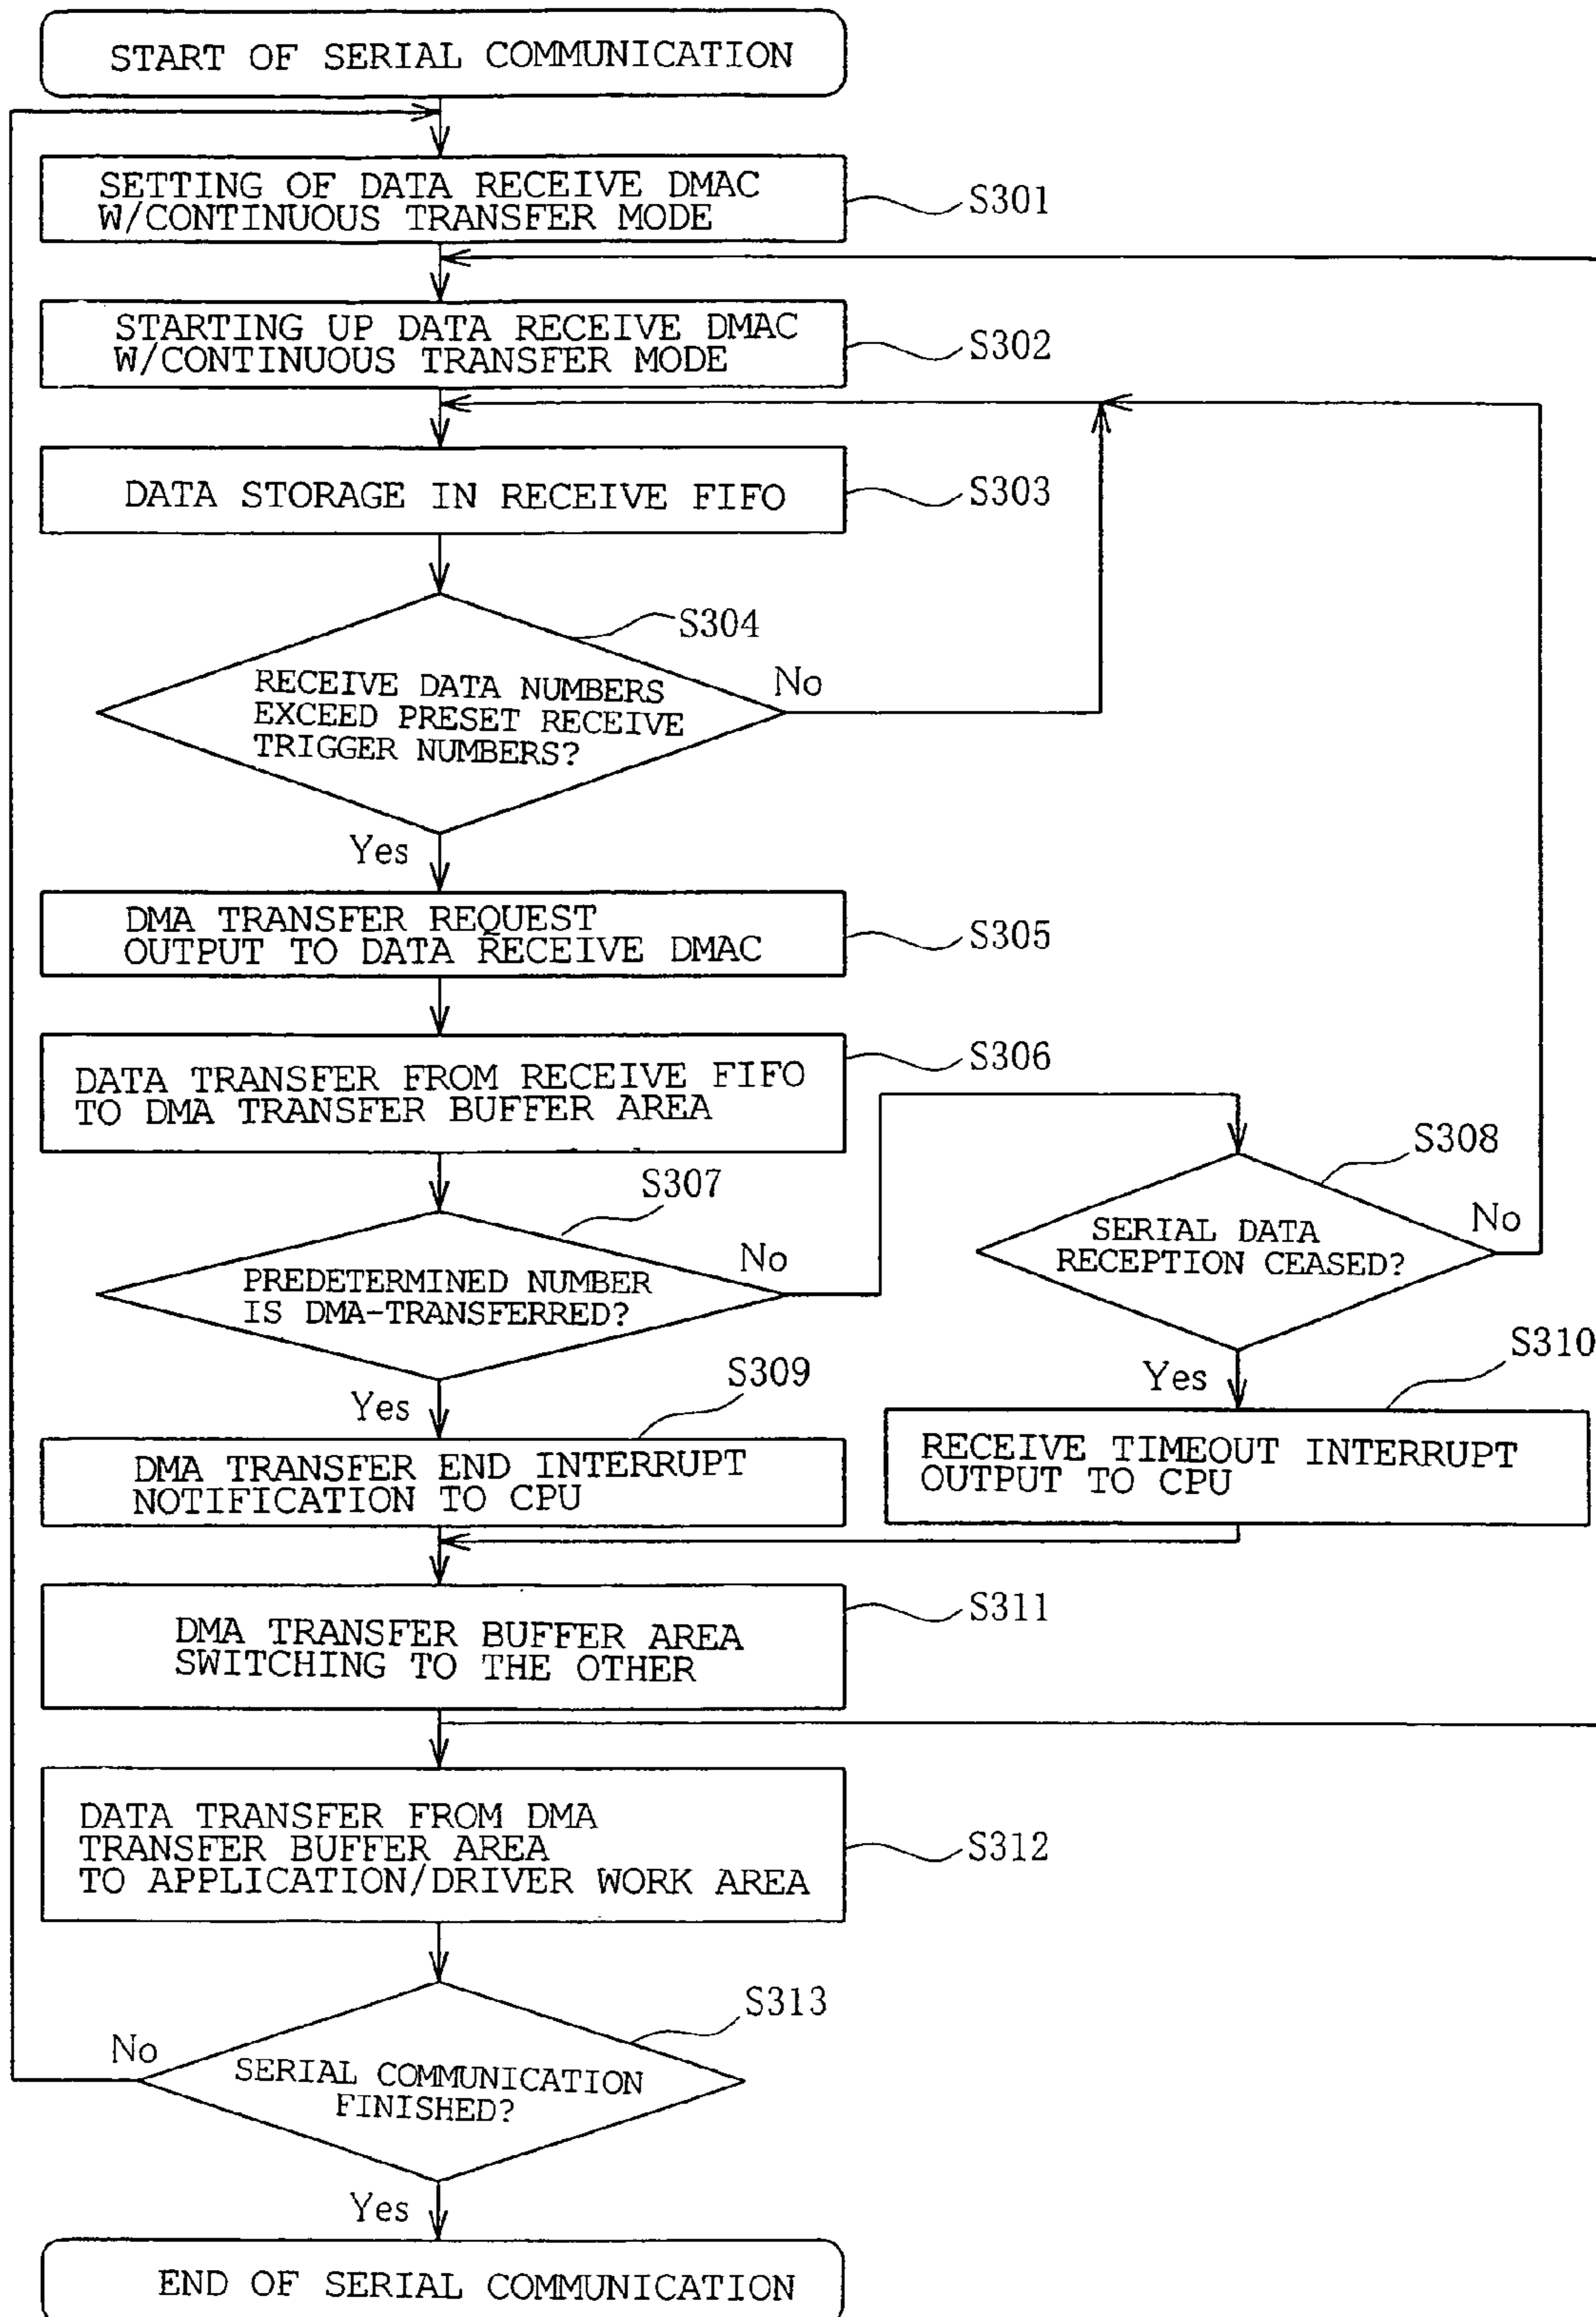 START OF SERIAL COMMUNICATION
SETTING OF DATA RECEIVE DMAC
W/CONTINUOUS TRANSFER MODE
S301
STARTING UP DATA RECEIVE DMAC
W/CONTINUOUS TRANSFER MODE
S302
DATA STORAGE IN RECEIVE FIFO
S303
S304
RECEIVE DATA NUMBERS
EXCEED PRESET RECEIVE
TRIGGER NUMBERS?
No
Yes
DMA TRANSFER REQUEST
OUTPUT TO DATA RECEIVE DMAC
S305
DATA TRANSFER FROM RECEIVE FIFO
TO DMA TRANSFER BUFFER AREA
S306
S307
PREDETERMINED NUMBER
IS DMA-TRANSFERRED?
No
S308
SERIAL DATA
RECEPTION CEASED?
No
Yes
S309
DMA TRANSFER END INTERRUPT
NOTIFICATION TO CPU
Yes
S310
RECEIVE TIMEOUT INTERRUPT
OUTPUT TO CPU
DMA TRANSFER BUFFER AREA
SWITCHING TO THE OTHER
S311
DATA TRANSFER FROM DMA
TRANSFER BUFFER AREA
TO APPLICATION/DRIVER WORK AREA
S312
S313
SERIAL COMMUNICATION
FINISHED?
No
Yes
END OF SERIAL COMMUNICATION